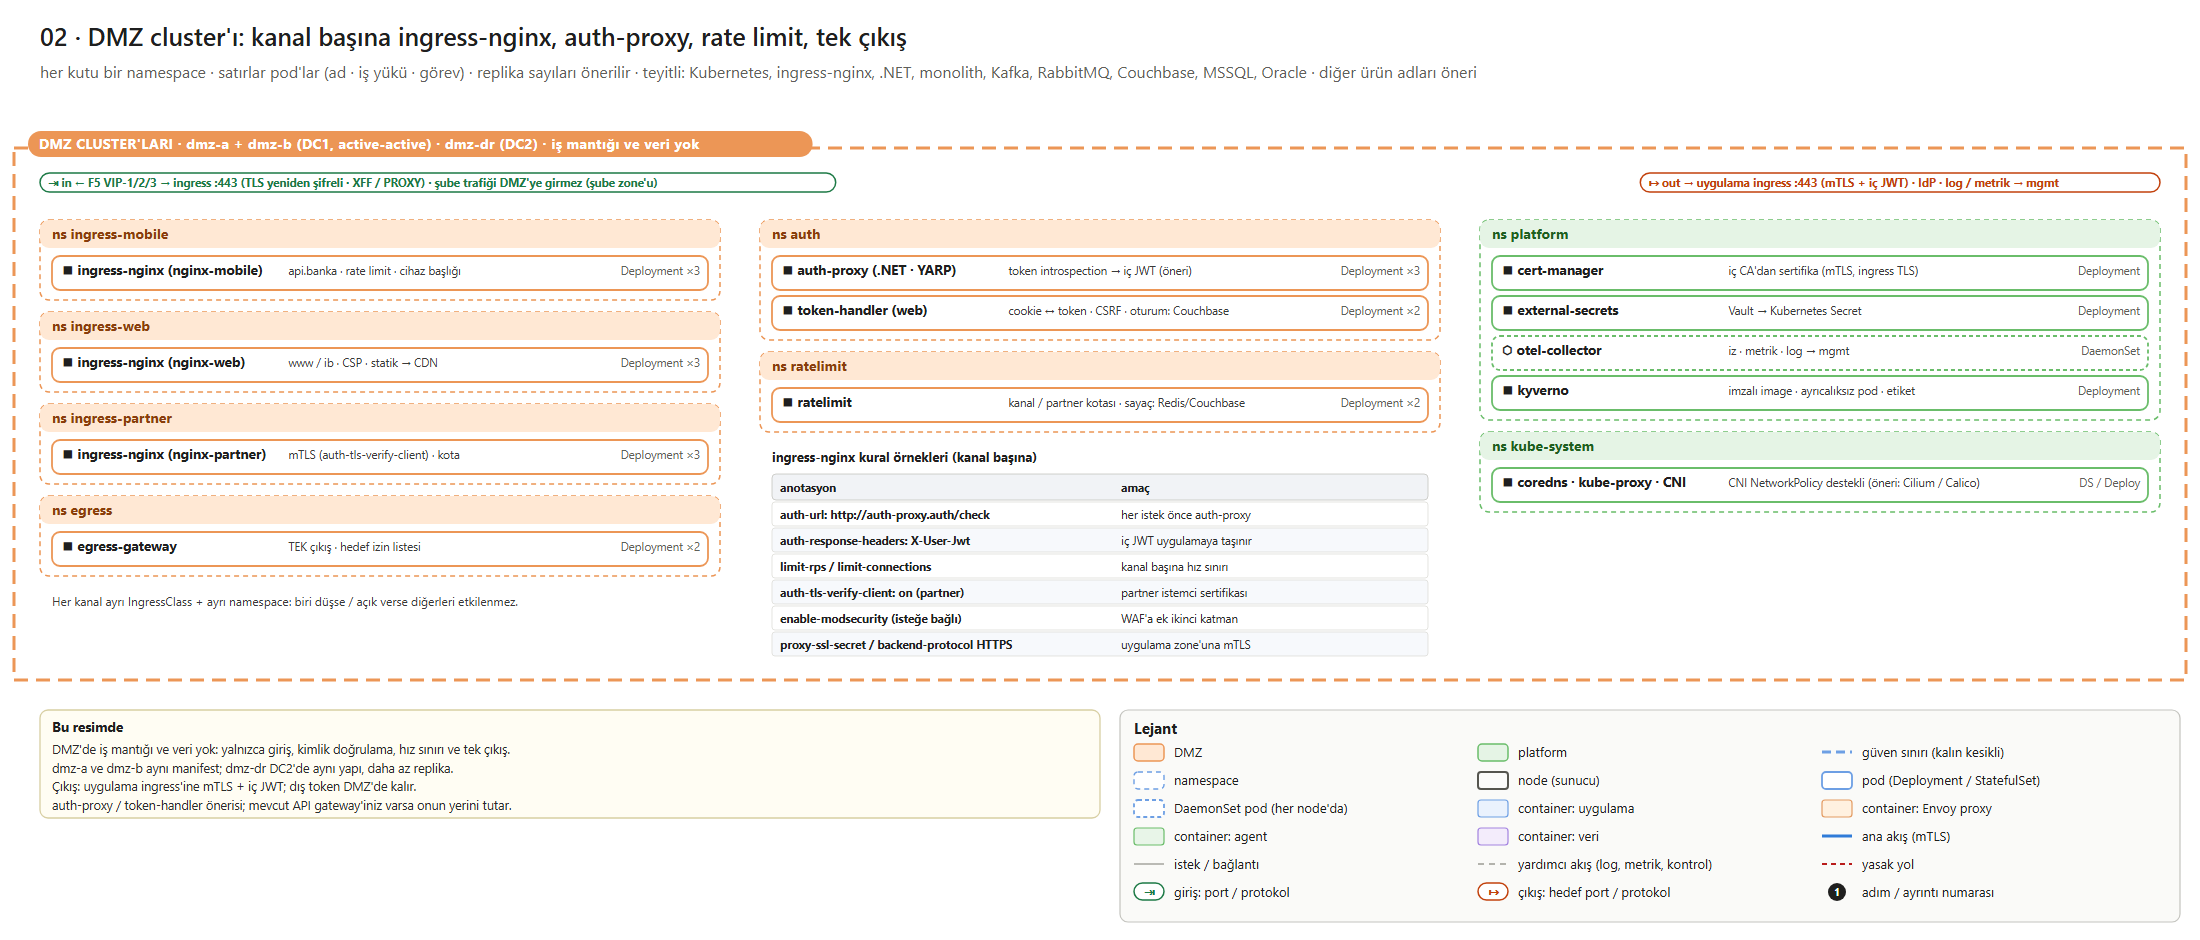 02 · DMZ cluster'ı: kanal başına ingress-nginx, auth-proxy, rate limit, tek çıkış
her kutu bir namespace · satırlar pod'lar (ad · iş yükü · görev) · replika sayıları önerilir · teyitli: Kubernetes, ingress-nginx, .NET, monolith, Kafka, RabbitMQ, Couchbase, MSSQL, Oracle · diğer ürün adları öneri
DMZ CLUSTER'LARI · dmz-a + dmz-b (DC1, active-active) · dmz-dr (DC2) · iş mantığı ve veri yok
⇥ in ← F5 VIP-1/2/3 → ingress :443 (TLS yeniden şifreli · XFF / PROXY) · şube trafiği DMZ'ye girmez (şube zone'u)
↦ out → uygulama ingress :443 (mTLS + iç JWT) · IdP · log / metrik → mgmt
ns ingress-mobile
■ ingress-nginx (nginx-mobile) api.banka · rate limit · cihaz başlığı Deployment ×3
ns ingress-web
■ ingress-nginx (nginx-web) www / ib · CSP · statik → CDN Deployment ×3
ns ingress-partner
■ ingress-nginx (nginx-partner) mTLS (auth-tls-verify-client) · kota Deployment ×3
ns egress
■ egress-gateway TEK çıkış · hedef izin listesi Deployment ×2
Her kanal ayrı IngressClass + ayrı namespace: biri düşse / açık verse diğerleri etkilenmez.
ns auth
■ auth-proxy (.NET · YARP) token introspection → iç JWT (öneri) Deployment ×3
■ token-handler (web) cookie ↔ token · CSRF · oturum: Couchbase Deployment ×2
ns ratelimit
■ ratelimit kanal / partner kotası · sayaç: Redis/Couchbase Deployment ×2
ingress-nginx kural örnekleri (kanal başına)
anotasyon amaç
auth-url: http://auth-proxy.auth/check her istek önce auth-proxy
auth-response-headers: X-User-Jwt iç JWT uygulamaya taşınır
limit-rps / limit-connections kanal başına hız sınırı
auth-tls-verify-client: on (partner) partner istemci sertifikası
enable-modsecurity (isteğe bağlı) WAF'a ek ikinci katman
proxy-ssl-secret / backend-protocol HTTPS uygulama zone'una mTLS
ns platform
■ cert-manager iç CA'dan sertifika (mTLS, ingress TLS) Deployment
■ external-secrets Vault → Kubernetes Secret Deployment
⬡ otel-collector iz · metrik · log → mgmt DaemonSet
■ kyverno imzalı image · ayrıcalıksız pod · etiket Deployment
ns kube-system
■ coredns · kube-proxy · CNI CNI NetworkPolicy destekli (öneri: Cilium / Calico) DS / Deploy
Bu resimde
DMZ'de iş mantığı ve veri yok: yalnızca giriş, kimlik doğrulama, hız sınırı ve tek çıkış.
dmz-a ve dmz-b aynı manifest; dmz-dr DC2'de aynı yapı, daha az replika.
Çıkış: uygulama ingress'ine mTLS + iç JWT; dış token DMZ'de kalır.
auth-proxy / token-handler önerisi; mevcut API gateway'iniz varsa onun yerini tutar.
Lejant
DMZ platform güven sınırı (kalın kesikli)
namespace node (sunucu) pod (Deployment / StatefulSet)
DaemonSet pod (her node'da) container: uygulama container: Envoy proxy
container: agent container: veri ana akış (mTLS)
istek / bağlantı yardımcı akış (log, metrik, kontrol) yasak yol
⇥ giriş: port / protokol ↦ çıkış: hedef port / protokol 1 adım / ayrıntı numarası